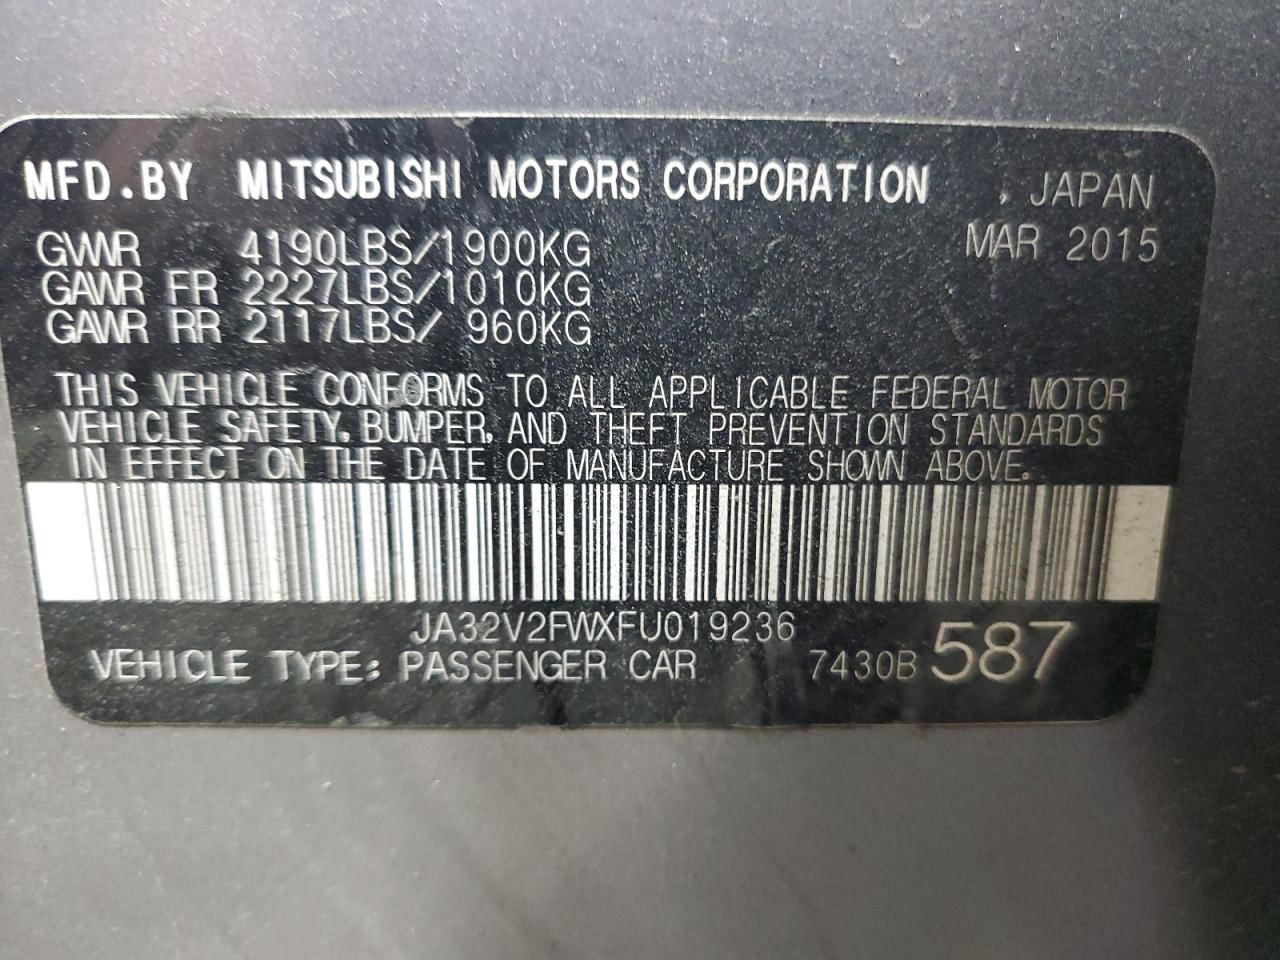 MFD.BY MITSUBISHI MOTORS CORPORATION , JAPAN
GVWR 4190LBS/1900KG MAR 2015
GAWR FR 2227LBS/1010KG
GAWR RR 2117LBS/ 960KG
THIS VEHICLE CONFORMS TO ALL APPLICABLE FEDERAL MOTOR
VEHICLE SAFETY, BUMPER, AND THEFT PREVENTION STANDARDS
IN EFFECT ON THE DATE OF MANUFACTURE SHOWN ABOVE.
JA32V2FWXFU019236
VEHICLE TYPE: PASSENGER CAR 7430B 587